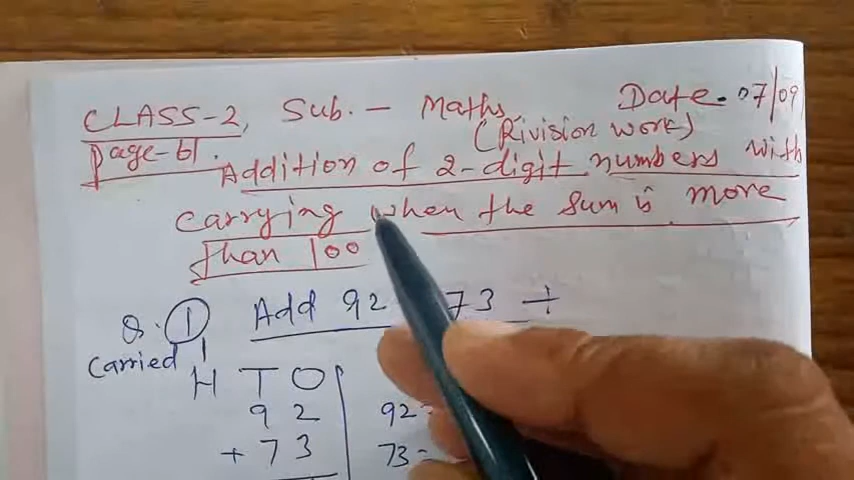 CLASS-2, Sub. - Maths Date. 07/09
Page-61. (Rivision work)
Addition of 2-digit numbers with
carrying when the sum is more
than 100
Q. 1 Add 92 73 ÷
Carried 1
H T O
9 2 92
+ 7 3 73-